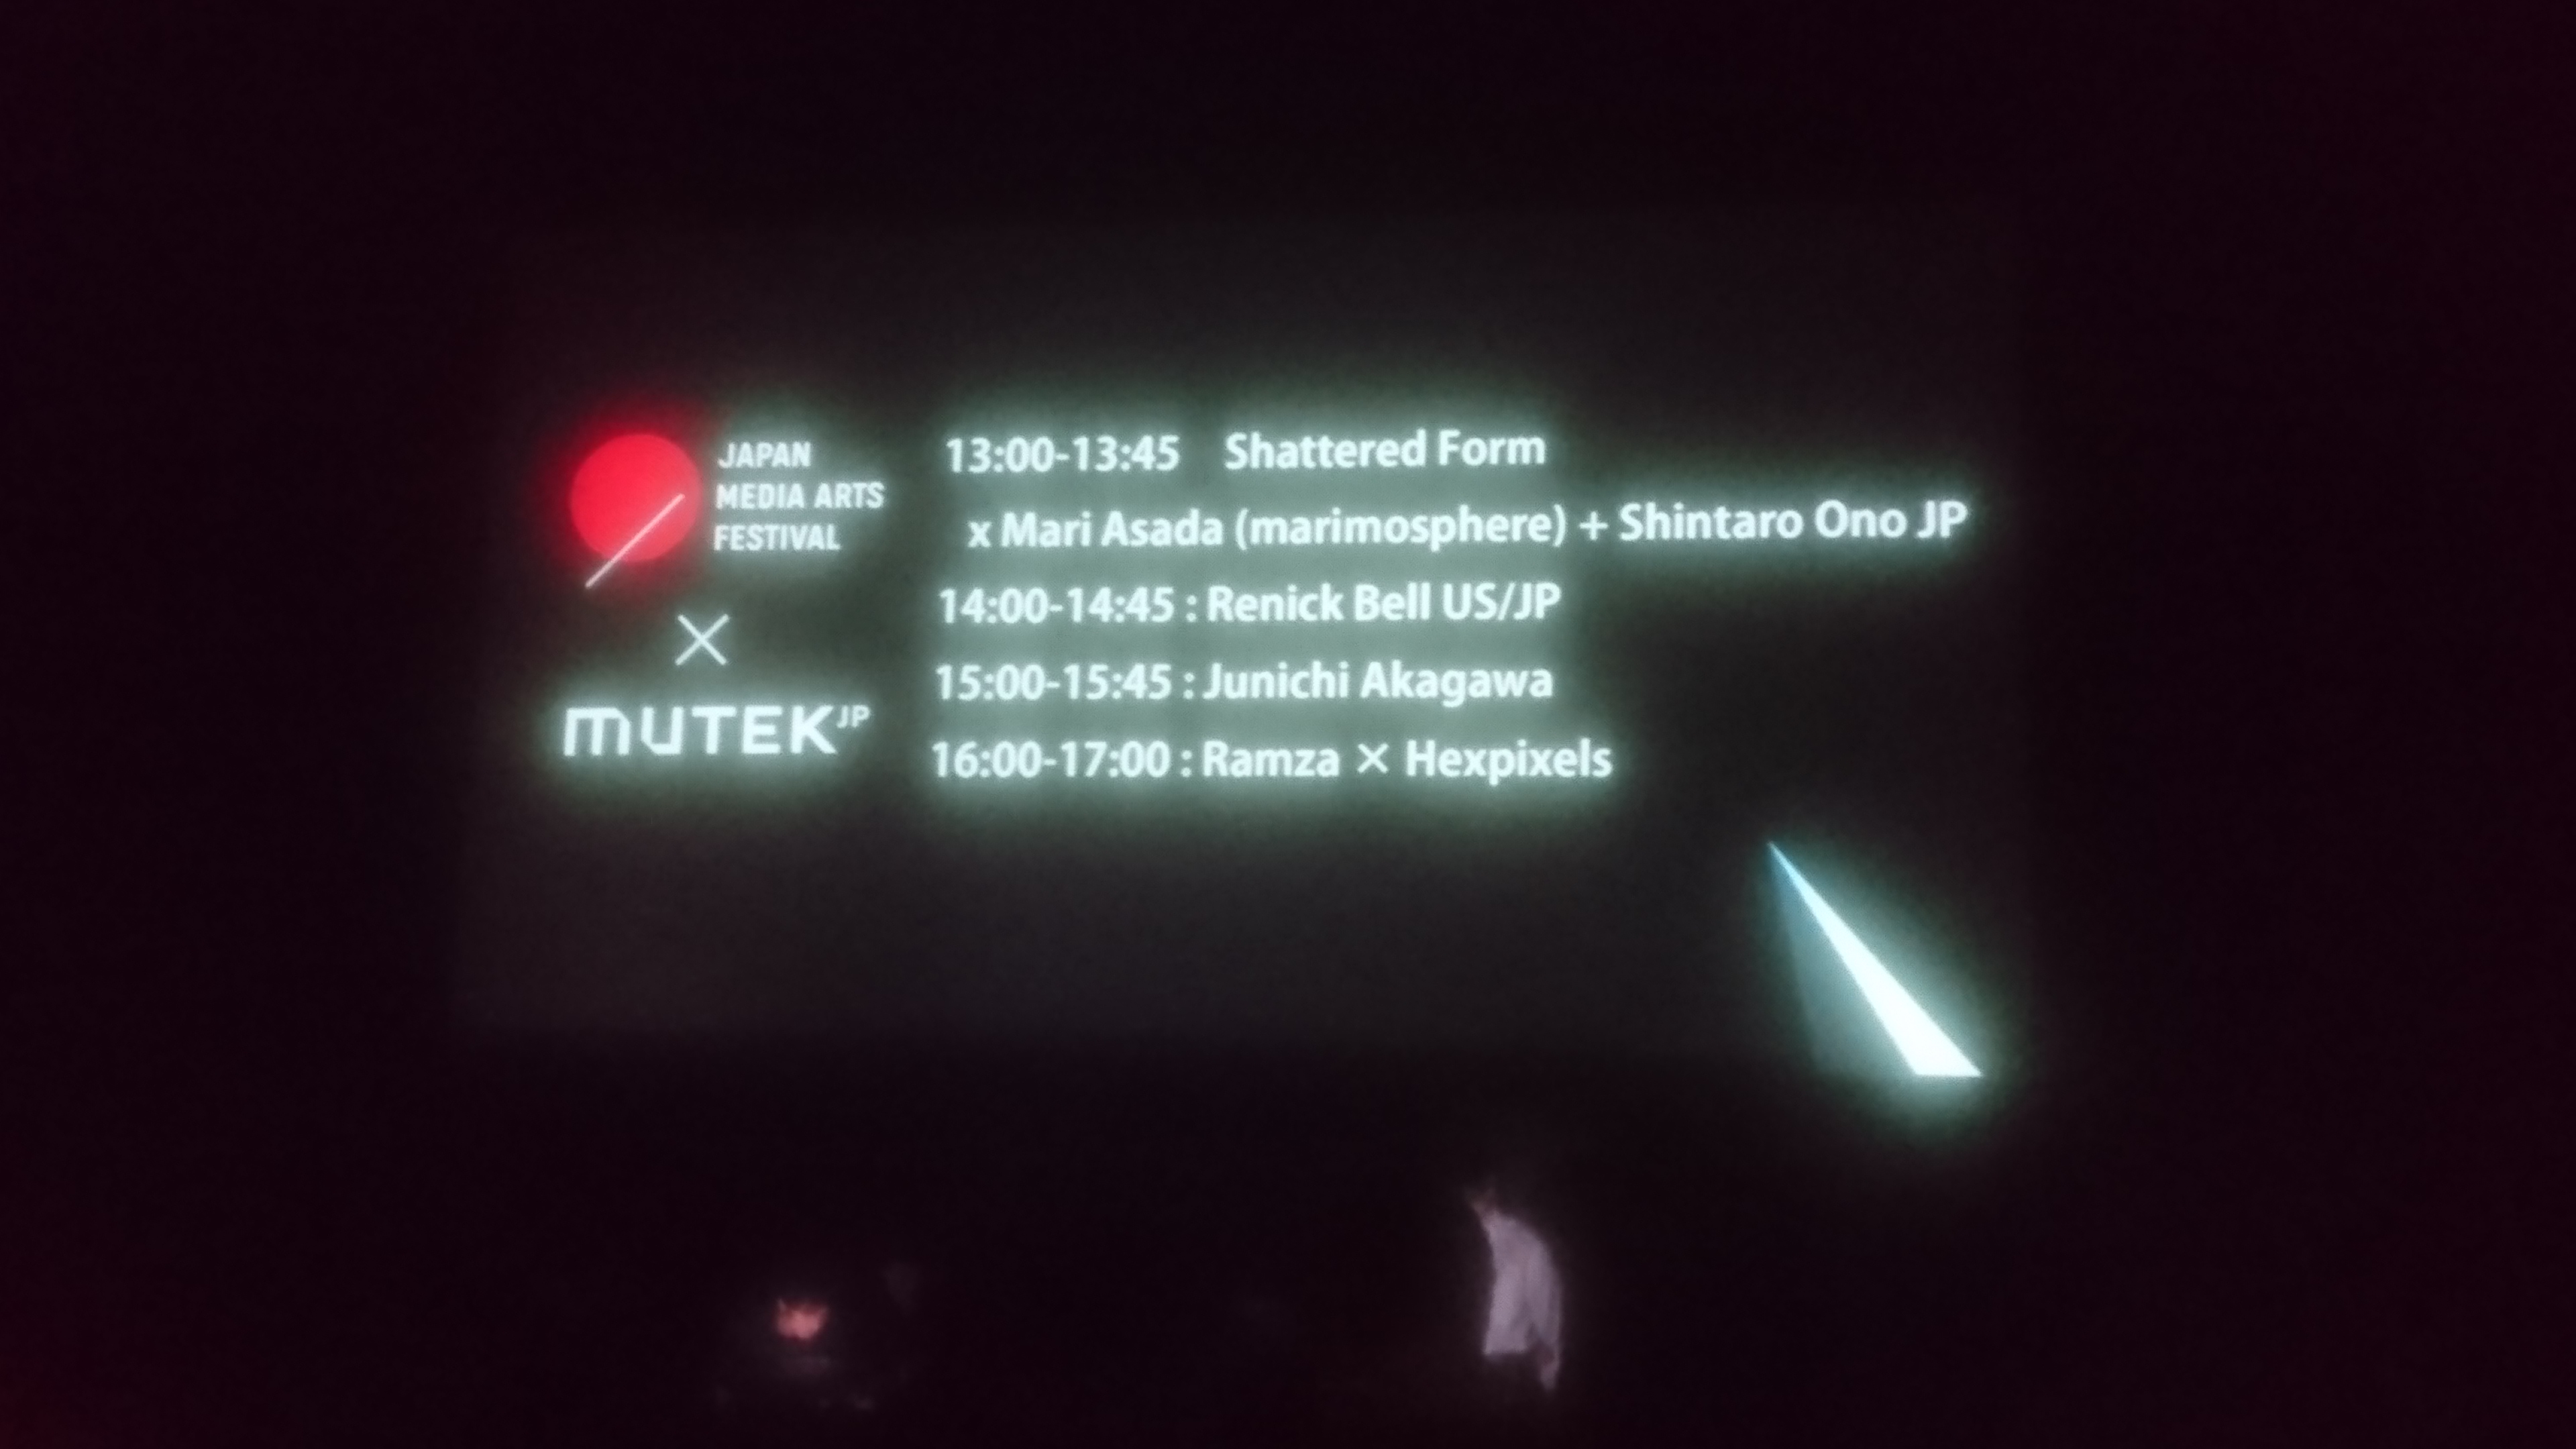 JAPAN
MEDIA ARTS
FESTIVAL
×
MUTEK JP
13:00-13:45 Shattered Form
x Mari Asada (marimosphere) + Shintaro Ono JP
14:00-14:45 : Renick Bell US/JP
15:00-15:45 : Junichi Akagawa
16:00-17:00 : Ramza × Hexpixels